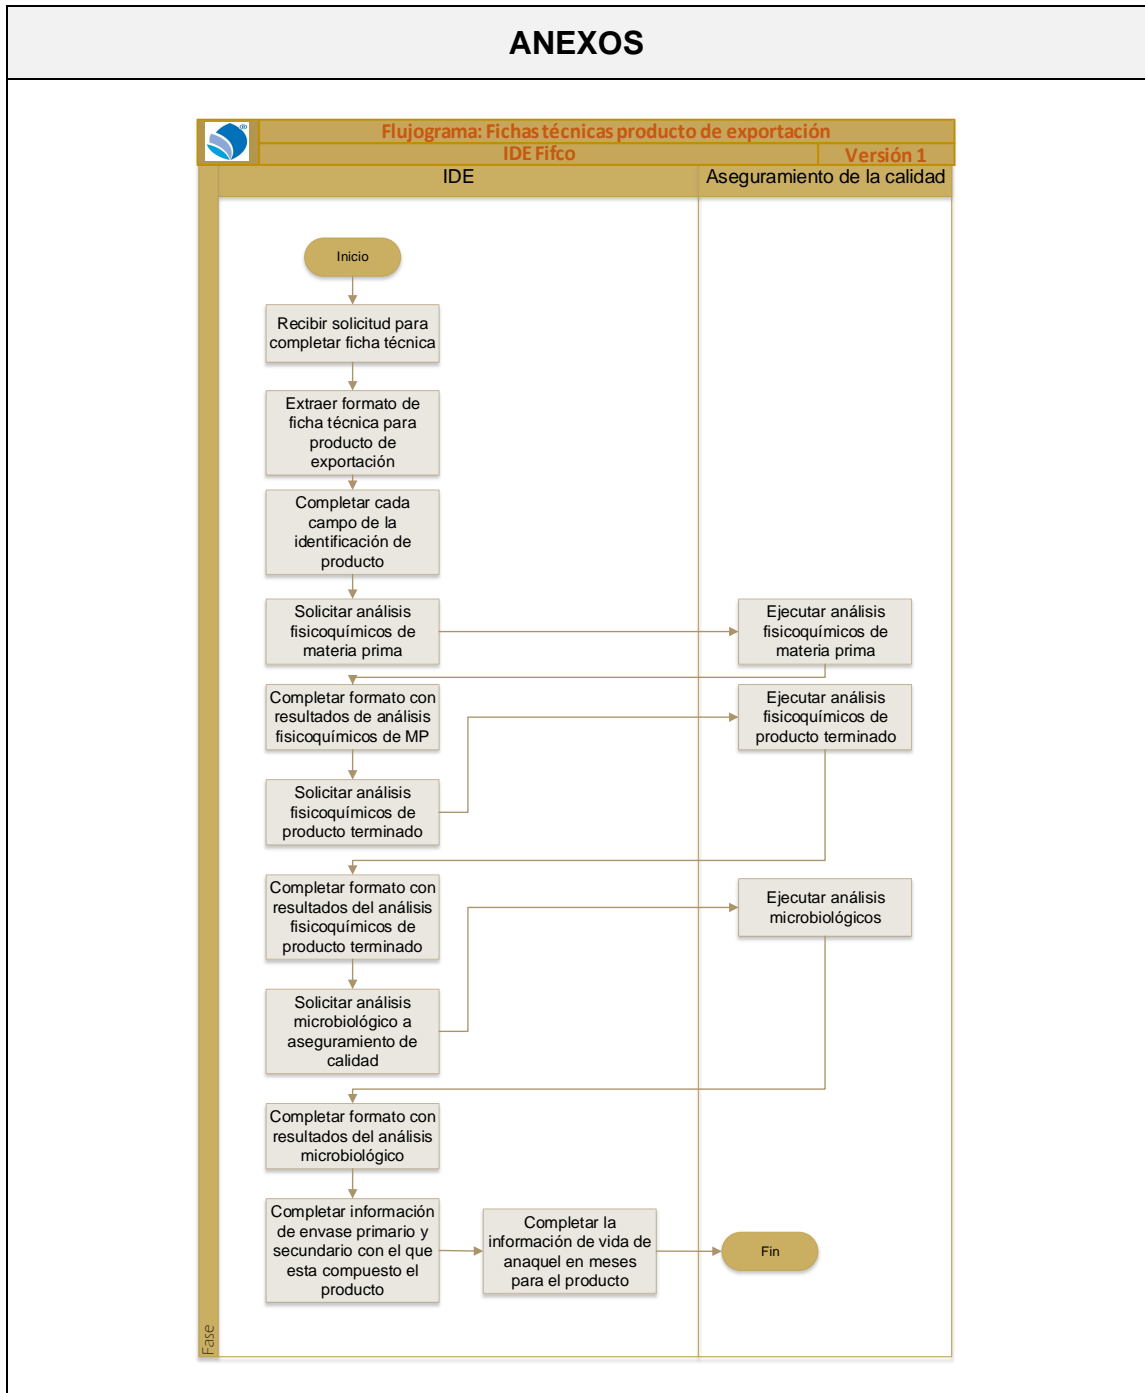 ANEXOS
Flujograma: Fichas técnicas producto de exportación
IDE Fifco
Versión 1
IDE
Aseguramiento de la calidad
Inicio
Recibir solicitud para
completar ficha técnica
Extraer formato de
ficha técnica para
producto de
exportación
Completar cada
campo de la
identificación de
producto
Solicitar análisis
fisicoquímicos de
materia prima
Ejecutar análisis
fisicoquímicos de
materia prima
Completar formato con
resultados de análisis
fisicoquímicos de MP
Ejecutar análisis
fisicoquímicos de
producto terminado
Solicitar análisis
fisicoquímicos de
producto terminado
Completar formato con
resultados del análisis
fisicoquímicos de
producto terminado
Ejecutar análisis
microbiológicos
Solicitar análisis
microbiológico a
aseguramiento de
calidad
Completar formato con
resultados del análisis
microbiológico
Completar información
de envase primario y
secundario con el que
esta compuesto el
producto
Completar la
información de vida de
anaquel en meses
para el producto
Fin
Fase